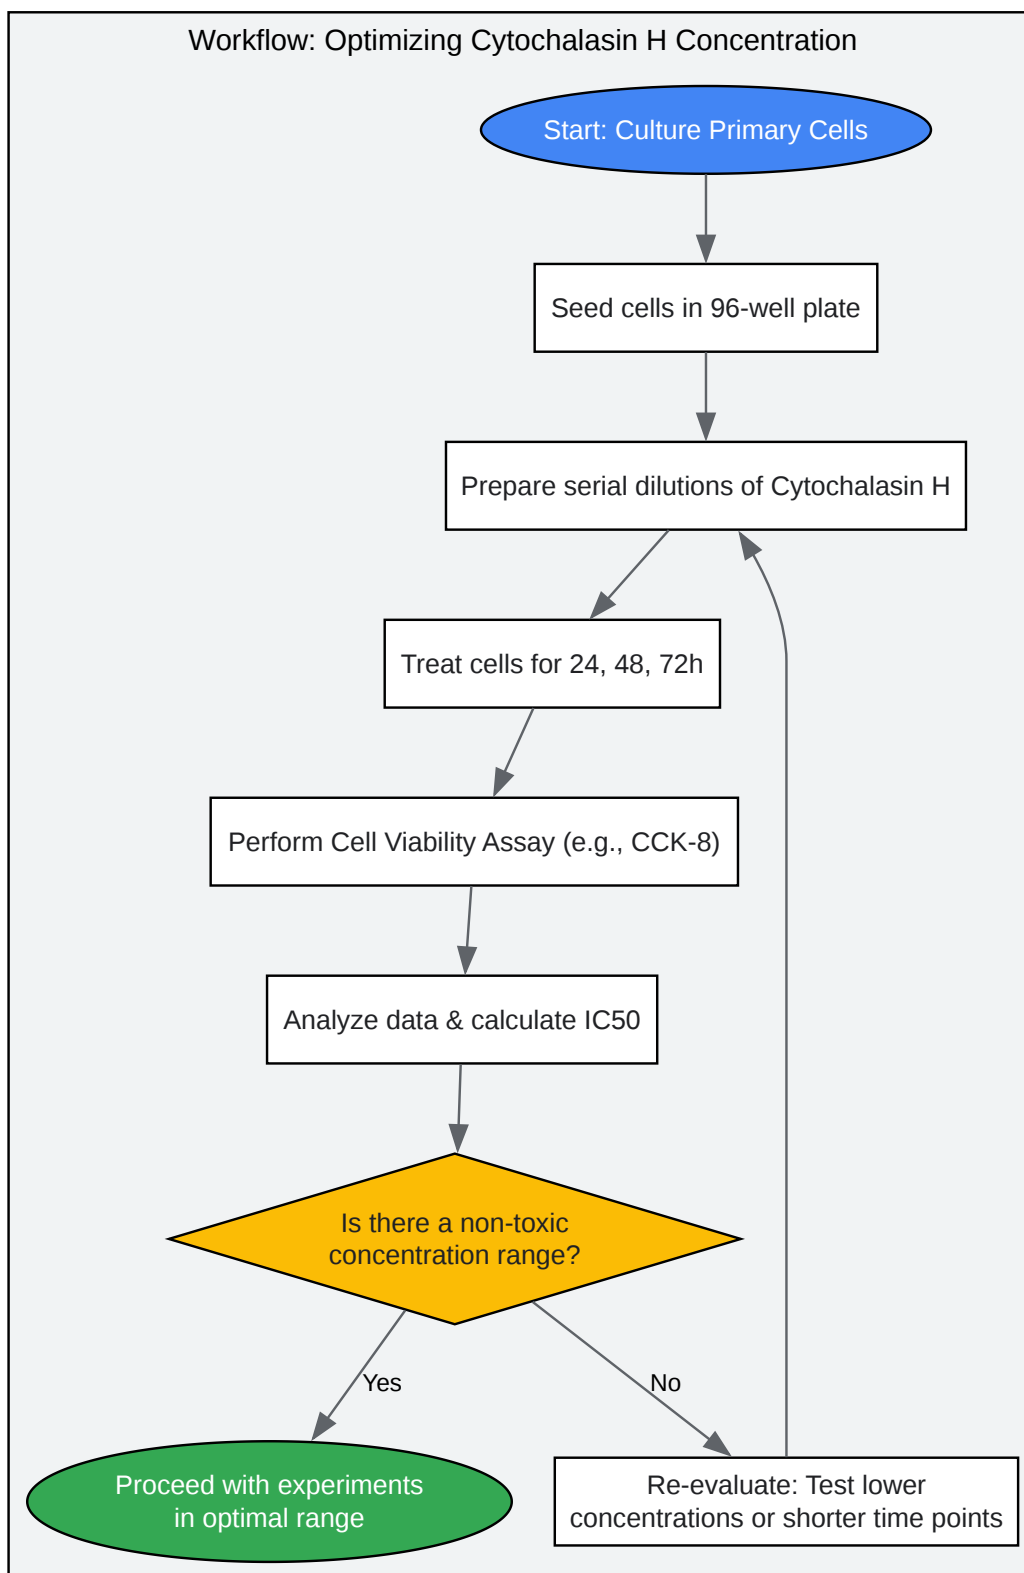 Workflow: Optimizing Cytochalasin H Concentration
Start: Culture Primary Cells
Seed cells in 96-well plate
Prepare serial dilutions of Cytochalasin H
Treat cells for 24, 48, 72h
Perform Cell Viability Assay (e.g., CCK-8)
Analyze data & calculate IC50
Is there a non-toxic
concentration range?
Yes
No
Proceed with experiments
in optimal range
Re-evaluate: Test lower
concentrations or shorter time points